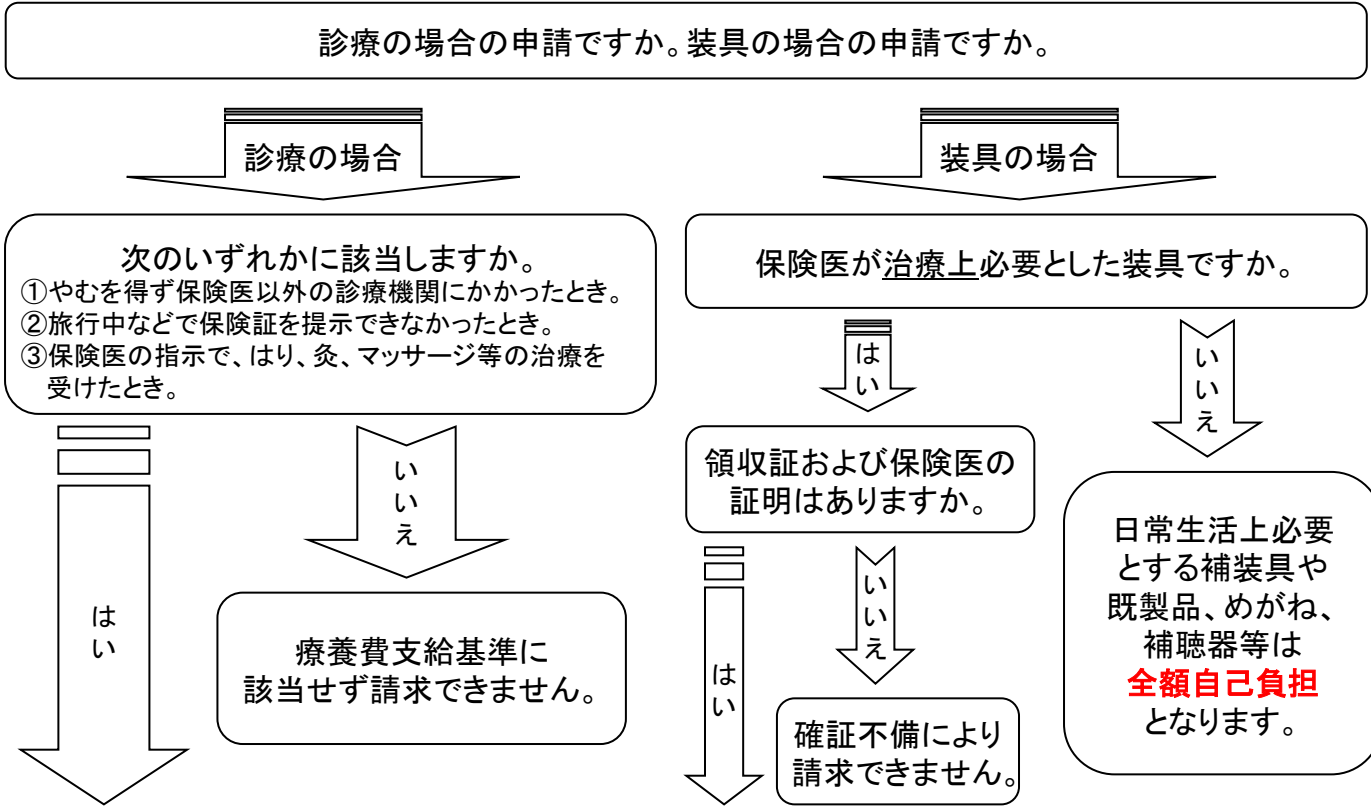 診療の場合の申請ですか。装具の場合の申請ですか。
診療の場合
装具の場合
次のいずれかに該当しますか。
①やむを得ず保険医以外の診療機関にかかったとき。
②旅行中などで保険証を提示できなかったとき。
③保険医の指示で、はり、灸、マッサージ等の治療を
受けたとき。
保険医が治療上必要とした装具ですか。
はい
いいえ
いいえ
領収証および保険医の
証明はありますか。
日常生活上必要
とする補装具や
既製品、めがね、
補聴器等は
全額自己負担
となります。
はい
療養費支給基準に
該当せず請求できません。
はい
いいえ
確証不備により
請求できません。